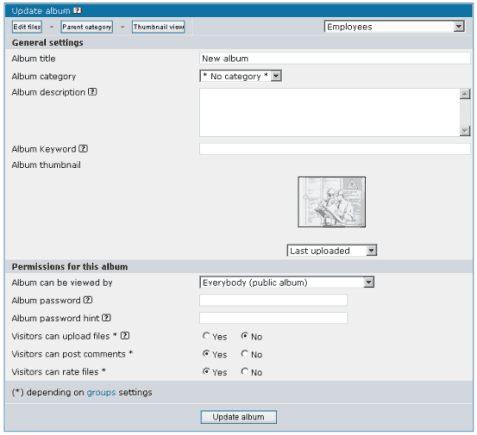 Update album ?
Edit files - Parent category - Thumbnail view Employees
General settings
Album title New album
Album category * No category *
Album description ?
Album Keyword ?
Album thumbnail
Last uploaded
Permissions for this album
Album can be viewed by Everybody (public album)
Album password ?
Album password hint ?
Visitors can upload files * ? Yes No
Visitors can post comments * Yes No
Visitors can rate files * Yes No
(*) depending on groups settings
Update album